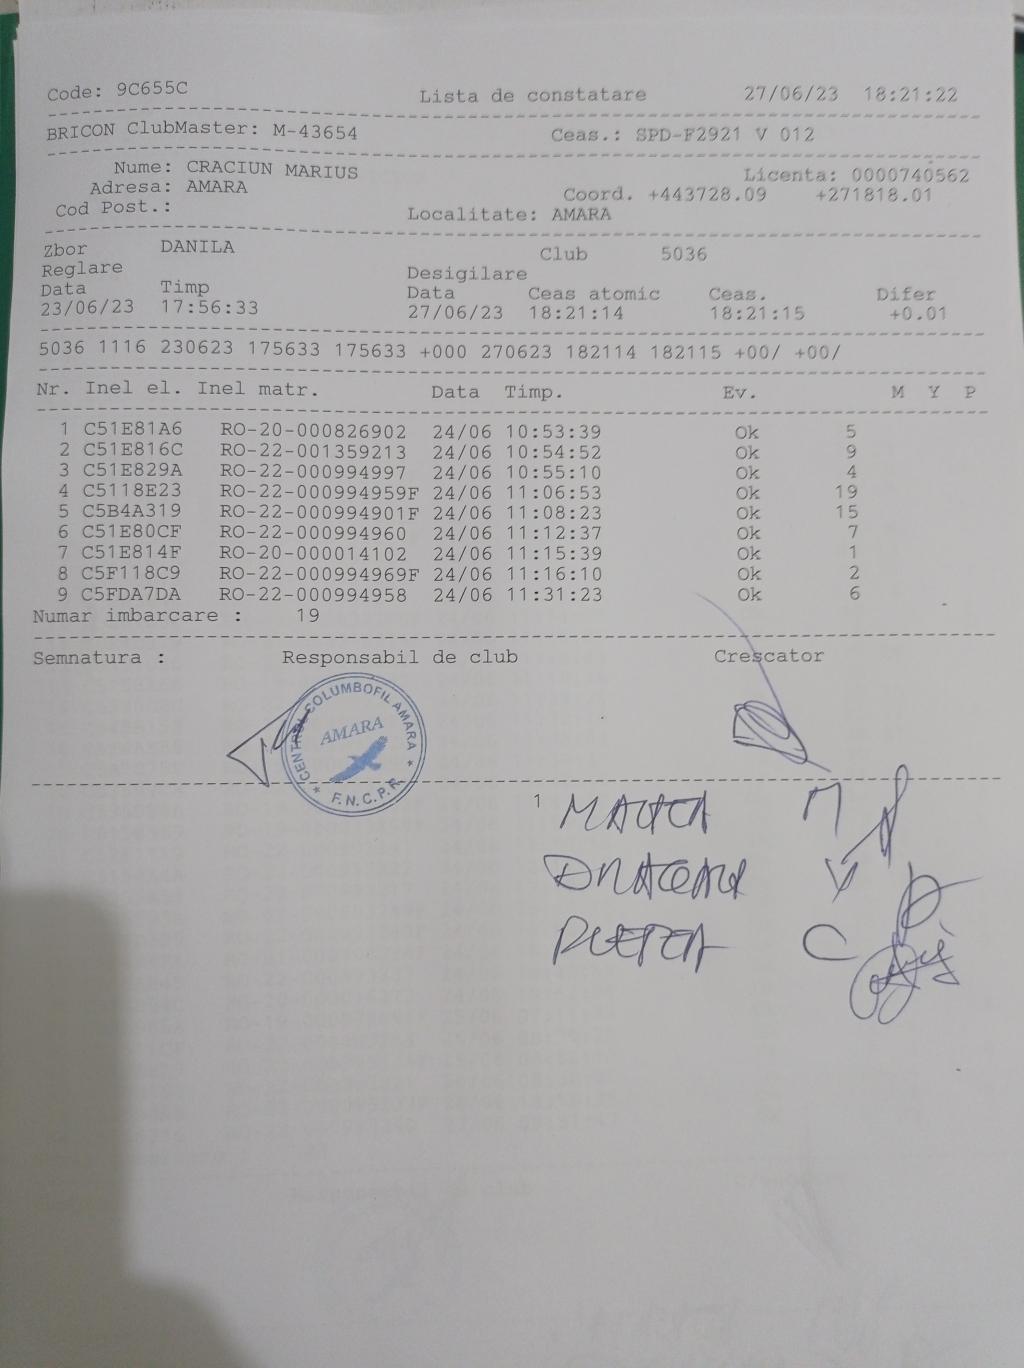 Code: 9C655C Lista de constatare 27/06/23 18:21:22
BRICON ClubMaster: M-43654 Ceas.: SPD-F2921 V 012
Nume: CRACIUN MARIUS Licenta: 0000740562
Adresa: AMARA Coord. +443728.09 +271818.01
Cod Post.: Localitate: AMARA
Zbor DANILA Club 5036
Reglare Desigilare
Data Timp Data Ceas atomic Ceas. Difer
23/06/23 17:56:33 27/06/23 18:21:14 18:21:15 +0.01
5036 1116 230623 175633 175633 +000 270623 182114 182115 +00/ +00/
Nr. Inel el. Inel matr. Data Timp. Ev. M Y P
1 C51E81A6 RO-20-000826902 24/06 10:53:39 Ok 5
2 C51E816C RO-22-001359213 24/06 10:54:52 Ok 9
3 C51E829A RO-22-000994997 24/06 10:55:10 Ok 4
4 C5118E23 RO-22-000994959F 24/06 11:06:53 Ok 19
5 C5B4A319 RO-22-000994901F 24/06 11:08:23 Ok 15
6 C51E80CF RO-22-000994960 24/06 11:12:37 Ok 7
7 C51E814F RO-20-000014102 24/06 11:15:39 Ok 1
8 C5F118C9 RO-22-000994969F 24/06 11:16:10 Ok 2
9 C5FDA7DA RO-22-000994958 24/06 11:31:23 Ok 6
Numar imbarcare : 19
Semnatura : Responsabil de club Crescator
CENTRUL COLUMBOFIL AMARA
AMARA
F.N.C.P.R.
1